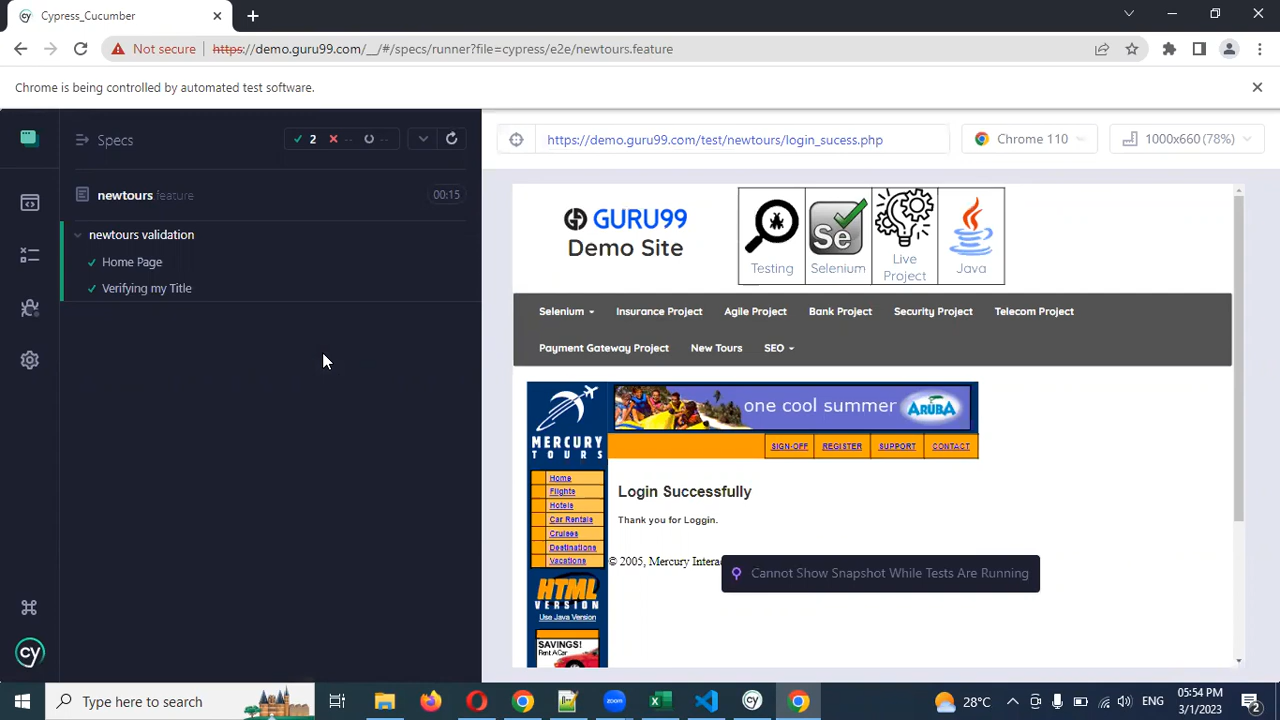 Cypress_Cucumber
Not secure
https://demo.guru99.com/__/#/specs/runner?file=cypress/e2e/newtours.feature
Chrome is being controlled by automated test software.
Specs
2 -- --
newtours.feature
00:15
newtours validation
Home Page
Verifying my Title
https://demo.guru99.com/test/newtours/login_sucess.php
Chrome 110
1000x660 (78%)
GURU99
Demo Site
Testing
Se
Selenium
Live
Project
Java
Selenium
Insurance Project
Agile Project
Bank Project
Security Project
Telecom Project
Payment Gateway Project
New Tours
SEO
MERCURY
TOURS
one cool summer
ARUBA
SIGN-OFF
REGISTER
SUPPORT
CONTACT
Home
Flights
Hotels
Car Rentals
Cruises
Destinations
Vacations
Login Successfully
Thank you for Loggin.
© 2005, Mercury Intera
Cannot Show Snapshot While Tests Are Running
HTML
VERSION
Use Java Version
SAVINGS!
Rent A Car
cy
Type here to search
zoom
28°C
ENG
05:54 PM
3/1/2023
2